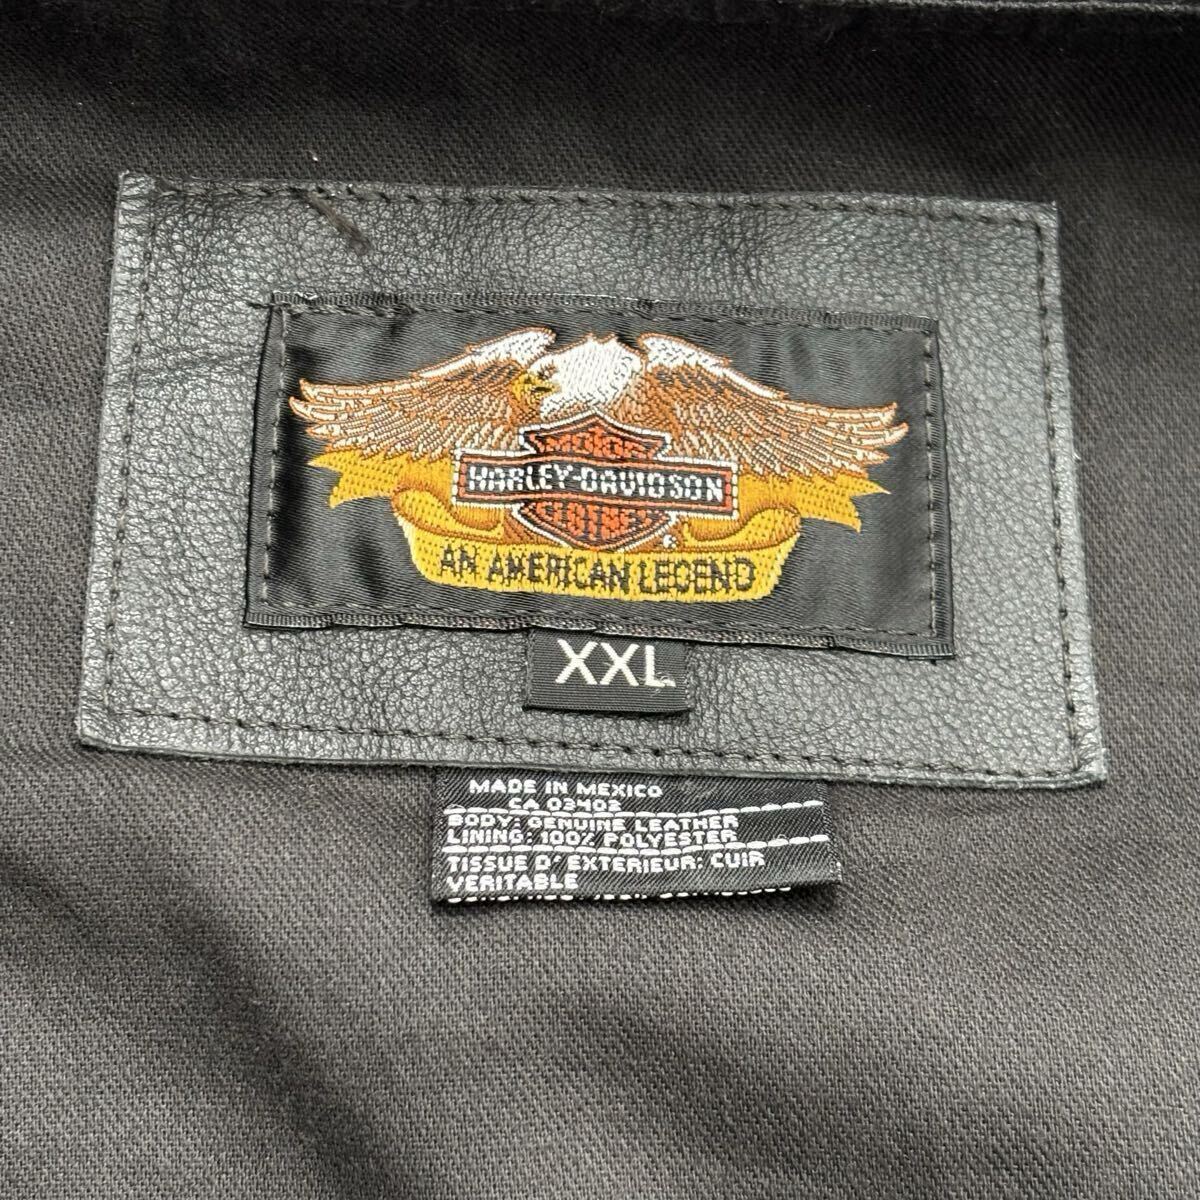 MOTOR
HARLEY-DAVIDSON
®
AN AMERICAN LEGEND
XXL
MADE IN MEXICO
CA 03402
BODY: GENUINE LEATHER
LINING: 100% POLYESTER
TISSUE D' EXTERIEUR: CUIR
VERITABLE